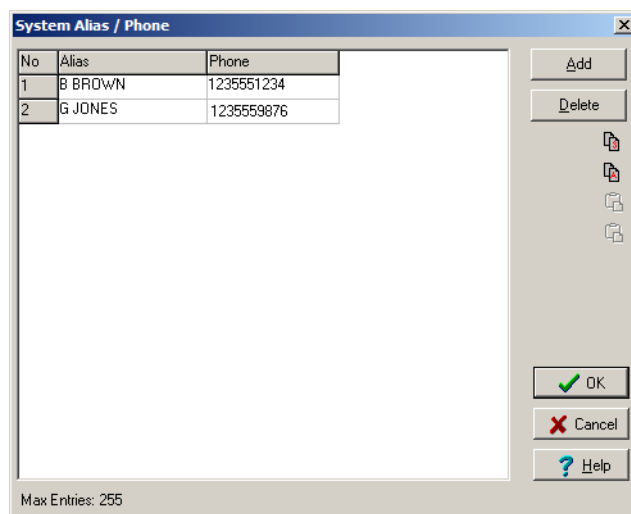 System Alias / Phone
No Alias Phone
1 B BROWN 1235551234
2 G JONES 1235559876
Add
Delete
OK
Cancel
Help
Max Entries: 255